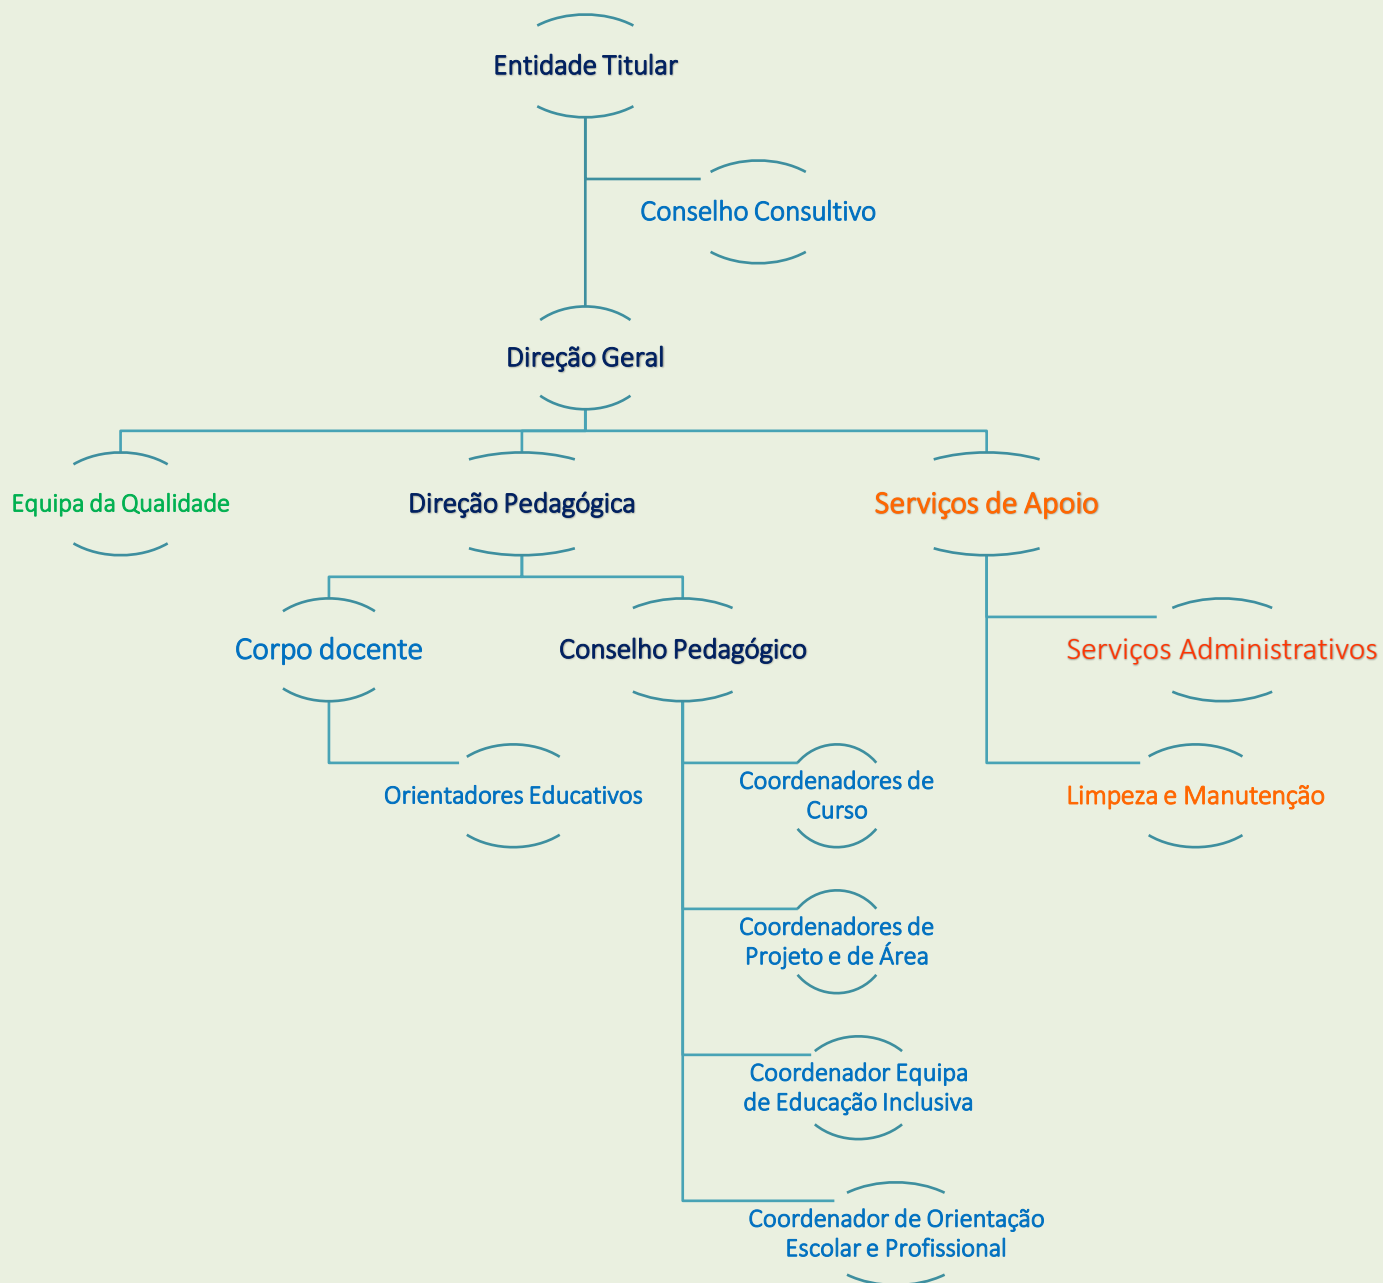 Entidade Titular
Conselho Consultivo
Direção Geral
Equipa da Qualidade
Direção Pedagógica
Serviços de Apoio
Corpo docente
Conselho Pedagógico
Serviços Administrativos
Orientadores Educativos
Coordenadores de
Curso
Limpeza e Manutenção
Coordenadores de
Projeto e de Área
Coordenador Equipa
de Educação Inclusiva
Coordenador de Orientação
Escolar e Profissional